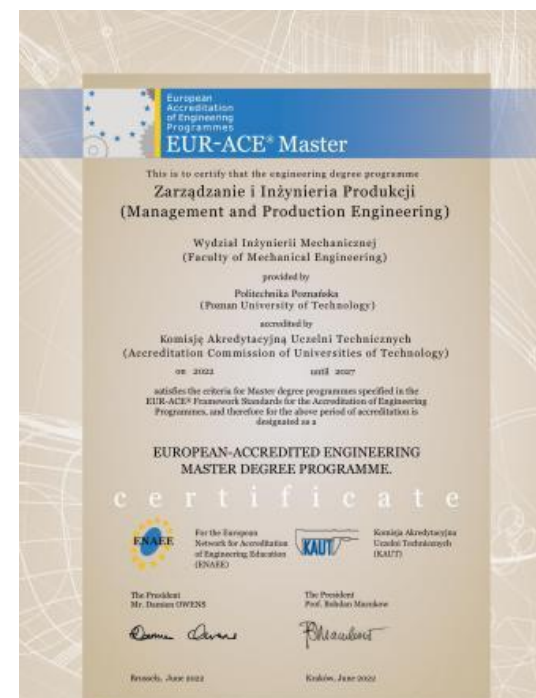 European
Accreditation
of Engineering
Programmes
EUR-ACE® Master
This is to certify that the engineering degree programme
Zarządzanie i Inżynieria Produkcji
(Management and Production Engineering)
Wydział Inżynierii Mechanicznej
(Faculty of Mechanical Engineering)
provided by
Politechnika Poznańska
(Poznan University of Technology)
accredited by
Komisję Akredytacyjną Uczelni Technicznych
(Accreditation Commission of Universities of Technology)
on 2022 until 2027
satisfies the criteria for Master degree programmes specified in the
EUR-ACE® Framework Standards for the Accreditation of Engineering
Programmes, and therefore for the above period of accreditation is
designated as a
EUROPEAN-ACCREDITED ENGINEERING
MASTER DEGREE PROGRAMME.
certificate
ENAEE
For the European
Network for Accreditation
of Engineering Education
(ENAEE)
KAUT
Komisja Akredytacyjna
Uczelni Technicznych
(KAUT)
The President
Mr. Damian OWENS
The President
Prof. Bohdan Macukow
Brussels, June 2022
Kraków, June 2022